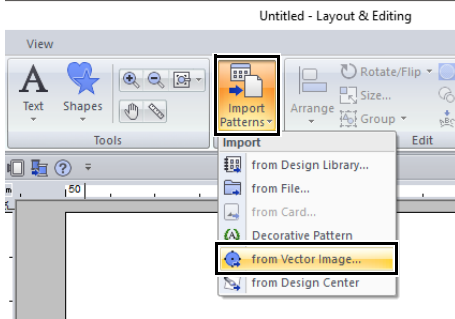 Untitled - Layout & Editing
View
Text
Shapes
Import
Patterns
Arrange
Rotate/Flip
Size...
Group
Tools
Edit
Import
from Design Library...
from File...
from Card...
Decorative Pattern
from Vector Image...
from Design Center
50